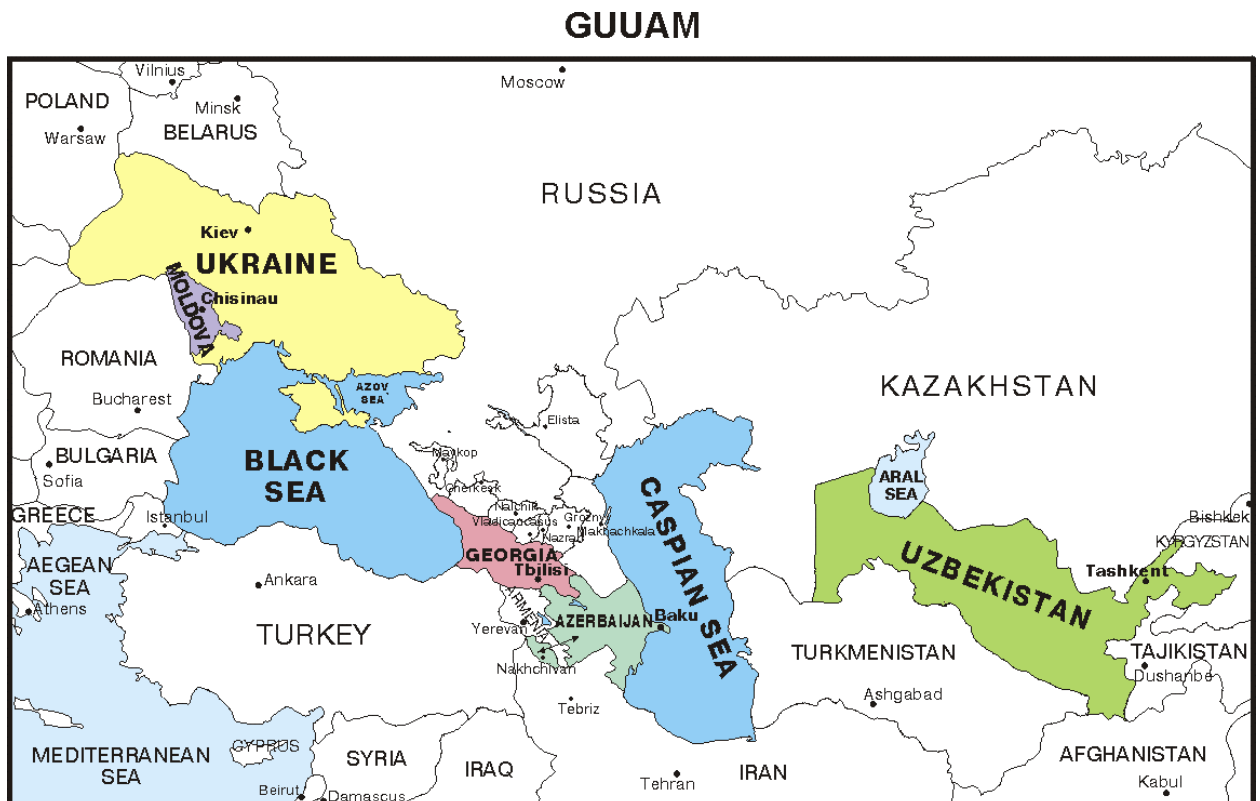 GUUAM
Vilnius
Moscow
POLAND
Minsk
Warsaw
BELARUS
RUSSIA
Kiev
UKRAINE
MOLDOVA
Chisinau
ROMANIA
AZOV
SEA
KAZAKHSTAN
Bucharest
Elista
BULGARIA
Sofia
BLACK
SEA
Maykop
Cherkesk
ARAL
SEA
CASPIAN SEA
GREECE
Istanbul
Nalchik
Vladicaucasus
Grozny
Makhachkala
Nazran
Bishkek
KYRGYZSTAN
UZBEKISTAN
GEORGIA
Tbilisi
AEGEAN
SEA
Ankara
Tashkent
Athens
ARMENIA
AZERBAIJAN
Baku
Yerevan
TURKEY
TURKMENISTAN
TAJIKISTAN
Dushanbe
Nakhchivan
Tebriz
Ashgabad
MEDITERRANEAN
SEA
CYPRUS
SYRIA
IRAQ
Tehran
IRAN
AFGHANISTAN
Kabul
Beirut
Damascus